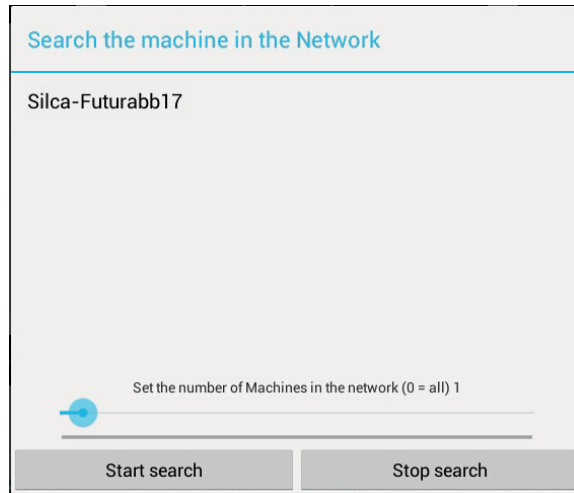 Search the machine in the Network
Silca-Futurabb17
Set the number of Machines in the network (0 = all) 1
Start search
Stop search